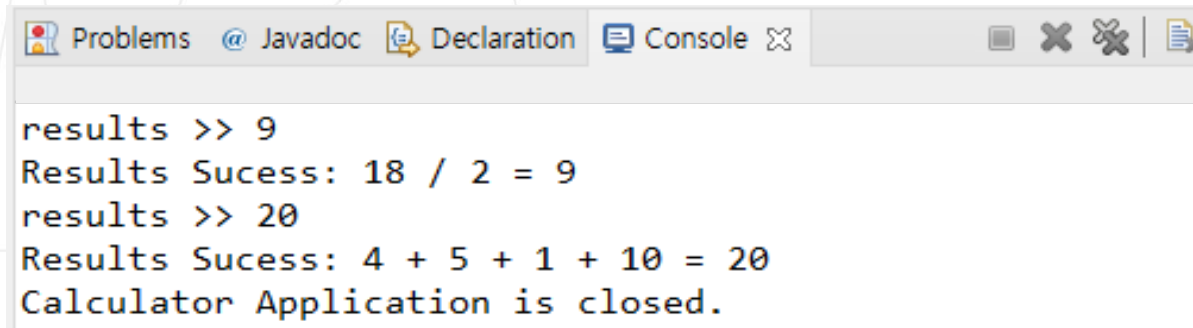 Problems @ Javadoc Declaration Console
results >> 9
Results Sucess: 18 / 2 = 9
results >> 20
Results Sucess: 4 + 5 + 1 + 10 = 20
Calculator Application is closed.